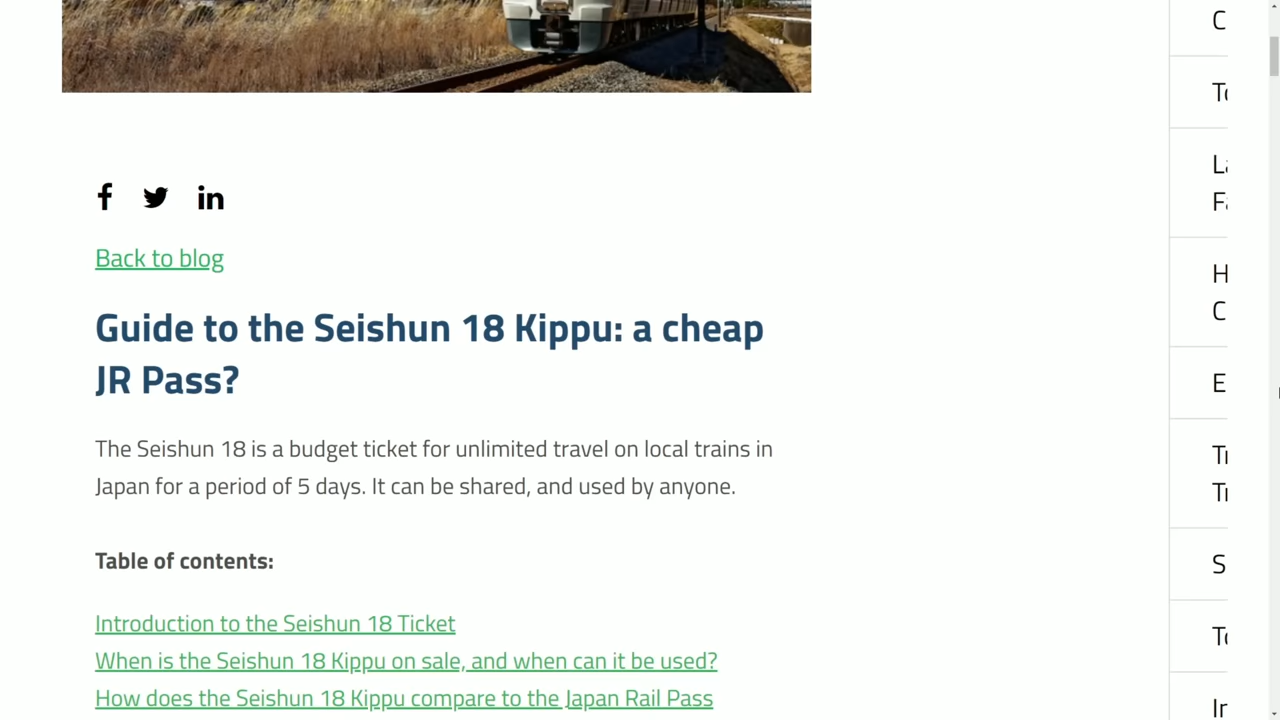 Back to blog
Guide to the Seishun 18 Kippu: a cheap
JR Pass?
The Seishun 18 is a budget ticket for unlimited travel on local trains in
Japan for a period of 5 days. It can be shared, and used by anyone.
Table of contents:
Introduction to the Seishun 18 Ticket
When is the Seishun 18 Kippu on sale, and when can it be used?
How does the Seishun 18 Kippu compare to the Japan Rail Pass